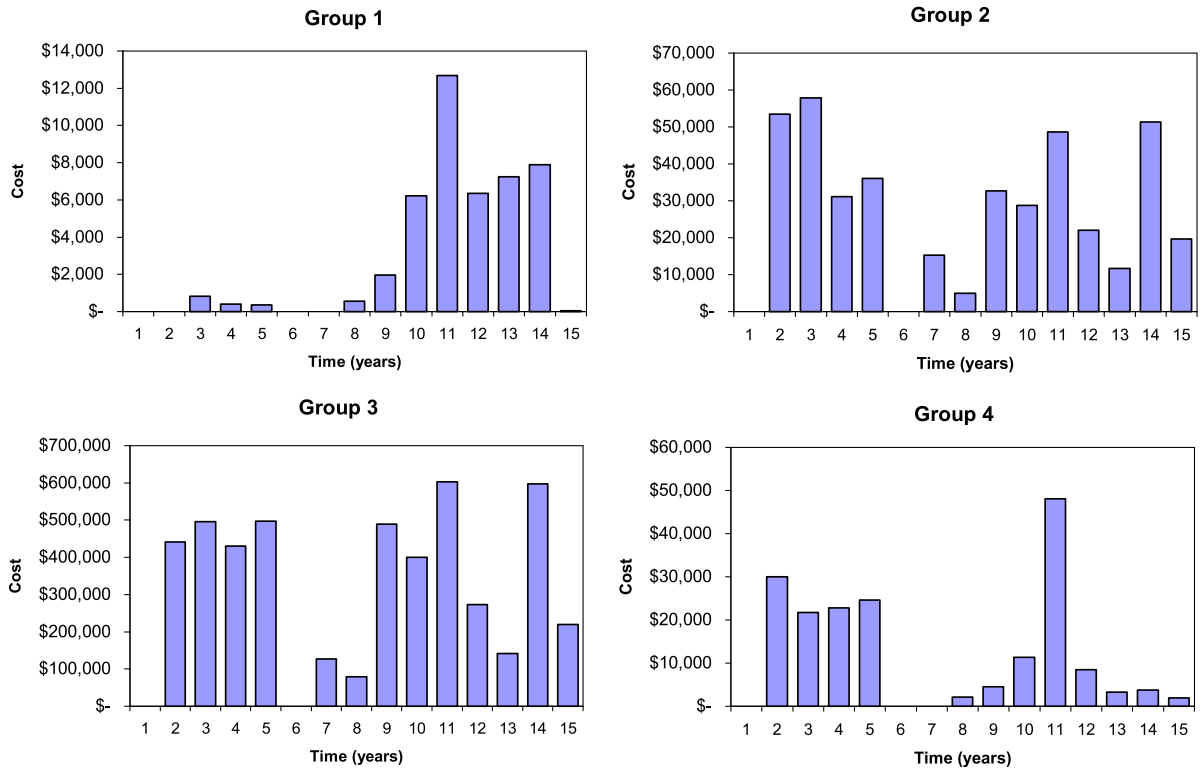 Group 1
$14,000
$12,000
$10,000
$8,000
$6,000
$4,000
$2,000
$-
Cost
1 2 3 4 5 6 7 8 9 10 11 12 13 14 15
Time (years)
Group 2
$70,000
$60,000
$50,000
$40,000
$30,000
$20,000
$10,000
$-
Cost
1 2 3 4 5 6 7 8 9 10 11 12 13 14 15
Time (years)
Group 3
$700,000
$600,000
$500,000
$400,000
$300,000
$200,000
$100,000
$-
Cost
1 2 3 4 5 6 7 8 9 10 11 12 13 14 15
Time (years)
Group 4
$60,000
$50,000
$40,000
$30,000
$20,000
$10,000
$-
Cost
1 2 3 4 5 6 7 8 9 10 11 12 13 14 15
Time (years)